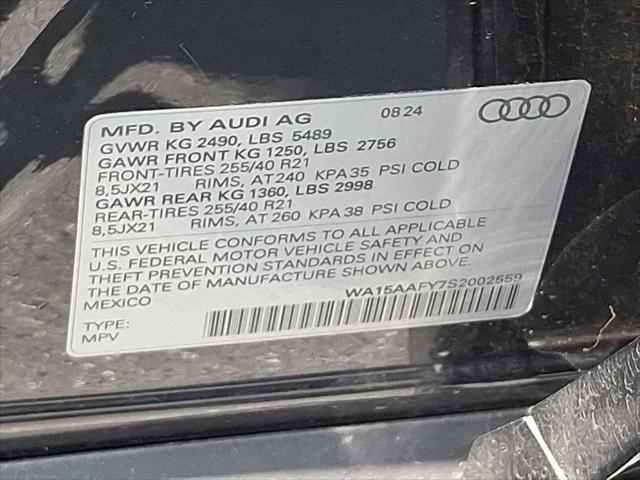 MFD. BY AUDI AG 08 24
GVWR KG 2490, LBS 5489
GAWR FRONT KG 1250, LBS 2756
FRONT-TIRES 255/40 R21
8,5JX21 RIMS, AT 240 KPA 35 PSI COLD
GAWR REAR KG 1360, LBS 2998
REAR-TIRES 255/40 R21
8,5JX21 RIMS, AT 260 KPA 38 PSI COLD
THIS VEHICLE CONFORMS TO ALL APPLICABLE
U.S. FEDERAL MOTOR VEHICLE SAFETY AND
THEFT PREVENTION STANDARDS IN EFFECT ON
THE DATE OF MANUFACTURE SHOWN ABOVE.
MEXICO
WA15AAFY7S2002559
TYPE:
MPV